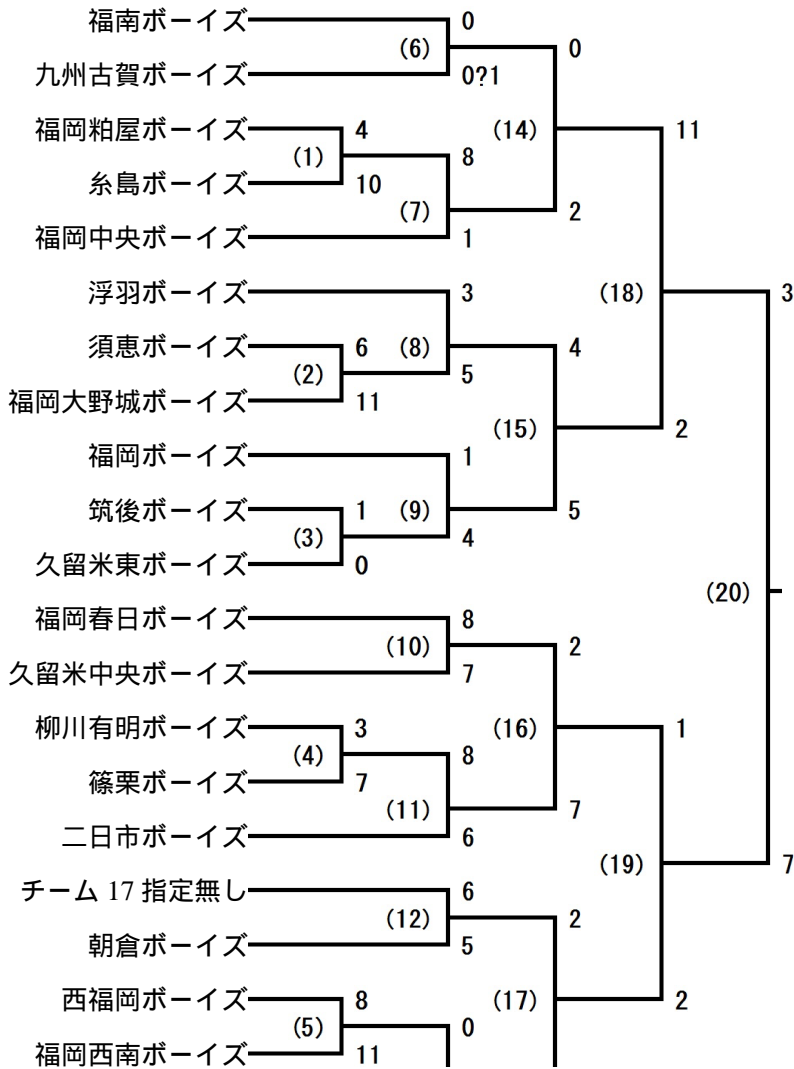 福南ボーイズ 0
(6) 0
九州古賀ボーイズ 0?1
福岡粕屋ボーイズ 4 (14) 11
(1) 8
糸島ボーイズ 10
(7) 2
福岡中央ボーイズ 1
浮羽ボーイズ 3 (18) 3
須恵ボーイズ 6 (8) 4
(2) 5
福岡大野城ボーイズ 11
(15) 2
福岡ボーイズ 1
筑後ボーイズ 1 (9) 5
(3) 4
久留米東ボーイズ 0
(20)
福岡春日ボーイズ 8
(10) 2
久留米中央ボーイズ 7
柳川有明ボーイズ 3 (16) 1
(4) 8
篠栗ボーイズ 7
(11) 7
二日市ボーイズ 6
(19) 7
チーム 17 指定無し 6
(12) 2
朝倉ボーイズ 5
西福岡ボーイズ 8 (17) 2
(5) 0
福岡西南ボーイズ 11